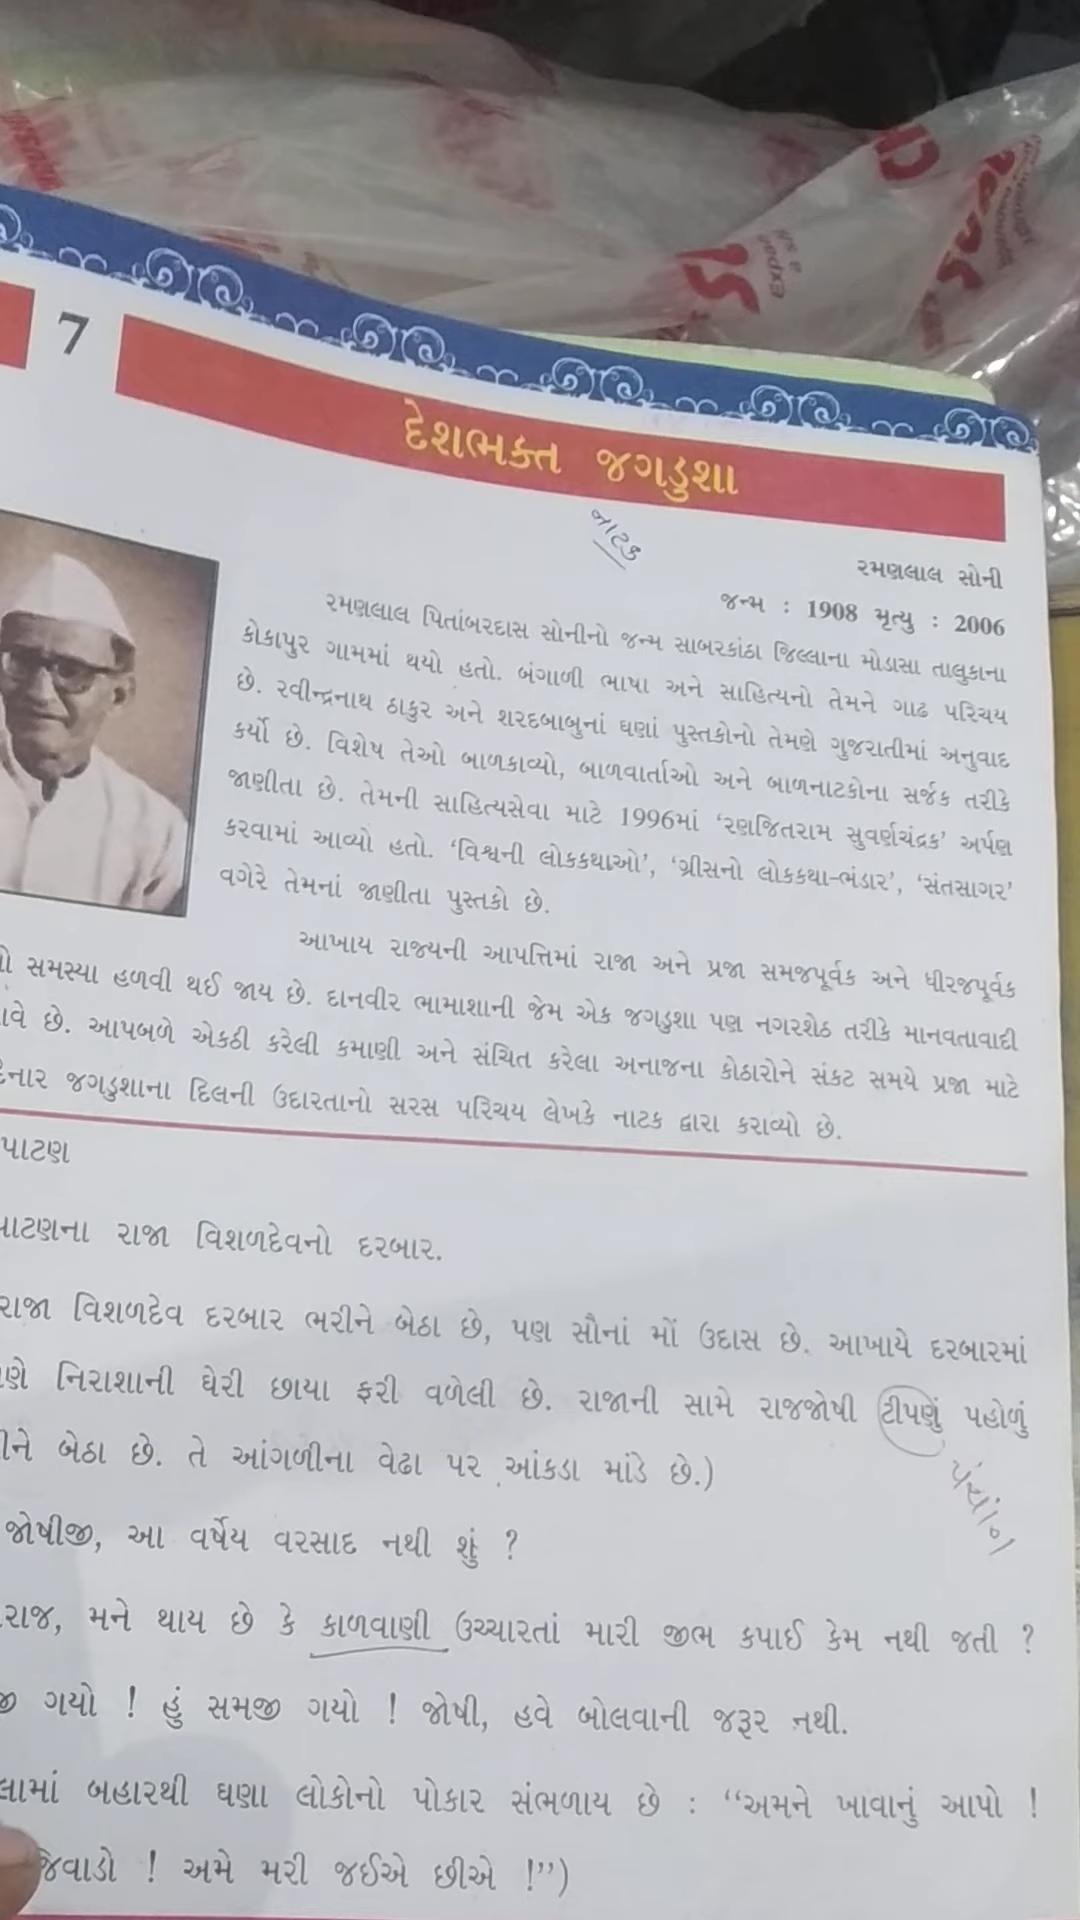 7
દેશભક્ત જગડુશા
નાટક
રમણલાલ સોની
જન્મ : 1908 મૃત્યુ : 2006
રમણલાલ પિતાંબરદાસ સોનીનો જન્મ સાબરકાંઠા જિલ્લાના મોડાસા તાલુકાના
કોકાપુર ગામમાં થયો હતો. બંગાળી ભાષા અને સાહિત્યનો તેમને ગાઢ પરિચય
છે. રવીન્દ્રનાથ ઠાકુર અને શરદબાબુનાં ઘણાં પુસ્તકોનો તેમણે ગુજરાતીમાં અનુવાદ
કર્યો છે. વિશેષ તેઓ બાળકાવ્યો, બાળવાર્તાઓ અને બાળનાટકોના સર્જક તરીકે
જાણીતા છે. તેમની સાહિત્યસેવા માટે 1996માં ‘રણજિતરામ સુવર્ણચંદ્રક’ અર્પણ
કરવામાં આવ્યો હતો. ‘વિશ્વની લોકકથાઓ’, ‘ગ્રીસનો લોકકથા-ભંડાર’, ‘સંતસાગર’
વગેરે તેમનાં જાણીતા પુસ્તકો છે.
આખાય રાજ્યની આપત્તિમાં રાજા અને પ્રજા સમજપૂર્વક અને ધીરજપૂર્વક
સમસ્યા હળવી થઈ જાય છે. દાનવીર ભામાશાની જેમ એક જગડુશા પણ નગરશેઠ તરીકે માનવતાવાદી
છે. આપબળે એકઠી કરેલી કમાણી અને સંચિત કરેલા અનાજના કોઠારોને સંકટ સમયે પ્રજા માટે
જગડુશાના દિલની ઉદારતાનો સરસ પરિચય લેખકે નાટક દ્વારા કરાવ્યો છે.
પાટણ
રાજા વિશળદેવનો દરબાર.
રાજા વિશળદેવ દરબાર ભરીને બેઠા છે, પણ સૌનાં મોં ઉદાસ છે. આખાયે દરબારમાં
નિરાશાની ઘેરી છાયા ફરી વળેલી છે. રાજાની સામે રાજજોષી ટીપણું પહોળું
બેઠા છે. તે આંગળીના વેઢા પર આંકડા માંડે છે.)
પંચાંગ
જોષીજી, આ વર્ષેય વરસાદ નથી શું ?
મને થાય છે કે કાળવાણી ઉચ્ચારતાં મારી જીભ કપાઈ કેમ નથી જતી ?
ગયો ! હું સમજી ગયો ! જોષી, હવે બોલવાની જરૂર નથી.
બહારથી ઘણા લોકોનો પોકાર સંભળાય છે : “અમને ખાવાનું આપો !
જિવાડો ! અમે મરી જઈએ છીએ !”)